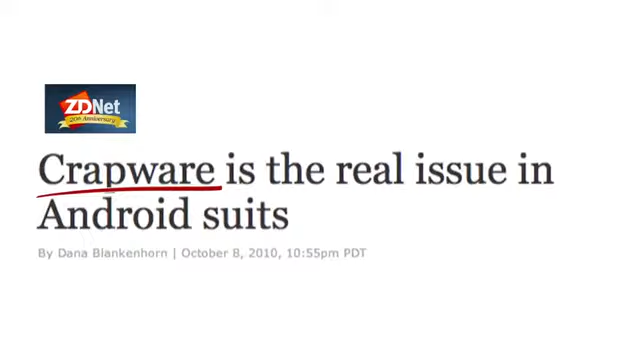 ZDNet
20th Anniversary
Crapware is the real issue in
Android suits
By Dana Blankenhorn | October 8, 2010, 10:55pm PDT